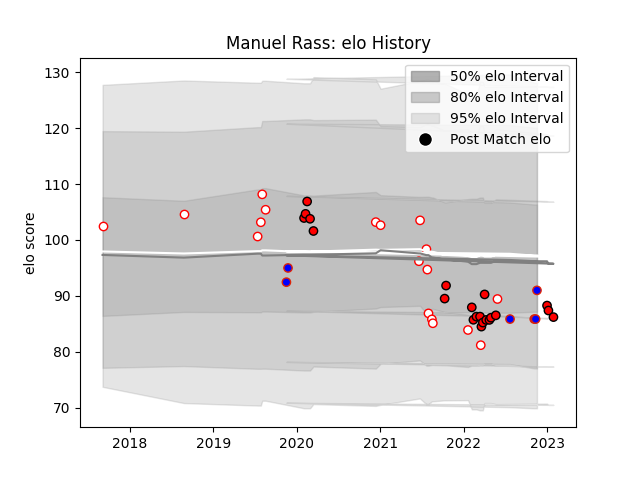 Manuel Rass: elo History
130
120
110
100
90
80
70
elo score
50% elo Interval
80% elo Interval
95% elo Interval
Post Match elo
2018 2019 2020 2021 2022 2023